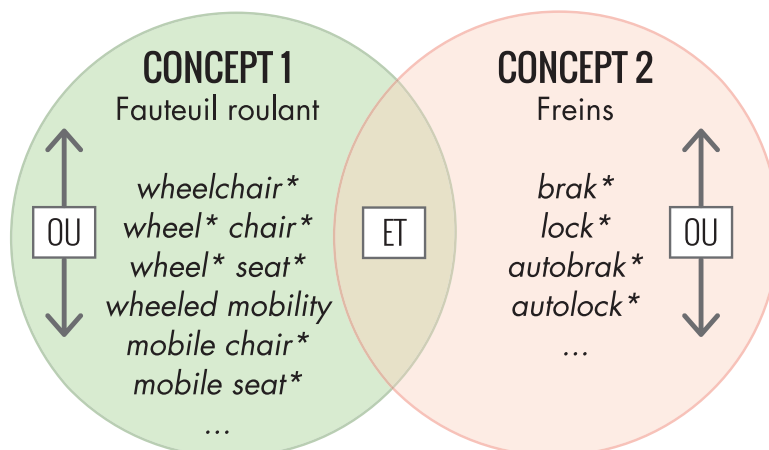 CONCEPT 1
Fauteuil roulant
OU
wheelchair*
wheel* chair*
wheel* seat*
wheeled mobility
mobile chair*
mobile seat*
...
ET
CONCEPT 2
Freins
brak*
lock*
autobrak*
autolock*
...
OU